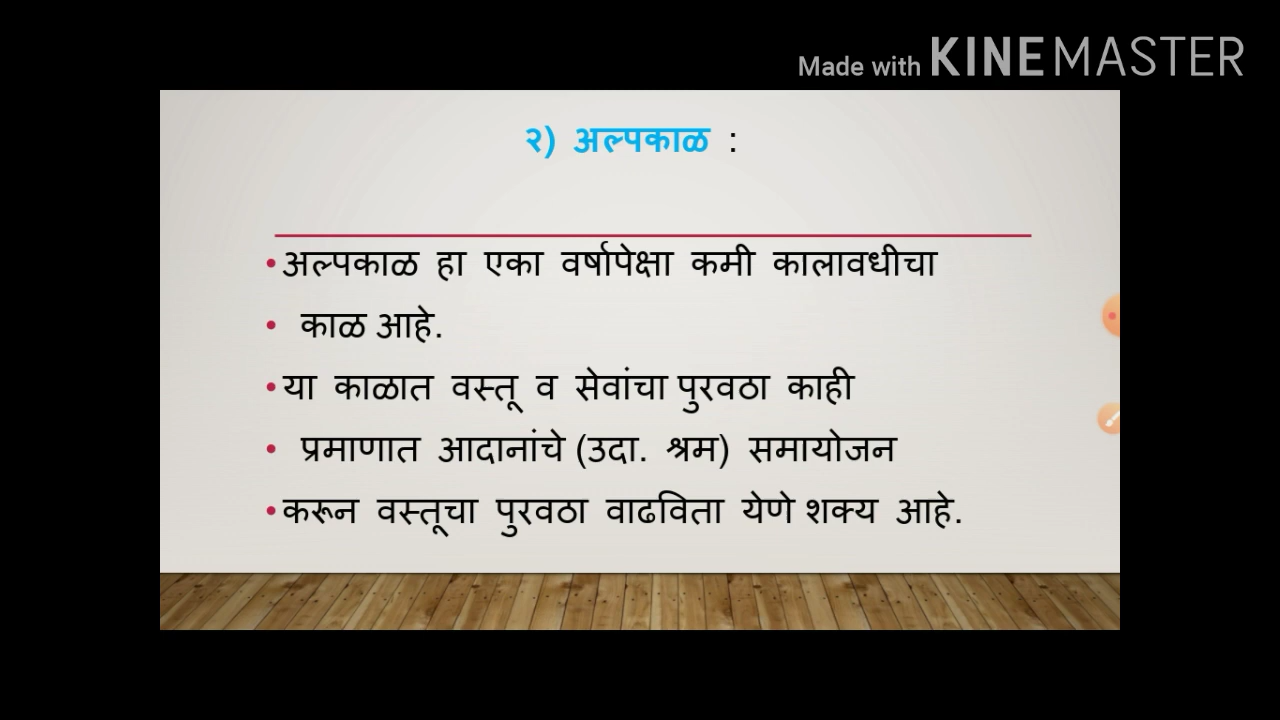 Made with KINEMASTER
२) अल्पकाळ :
•अल्पकाळ हा एका वर्षापेक्षा कमी कालावधीचा
• काळ आहे.
•या काळात वस्तू व सेवांचा पुरवठा काही
• प्रमाणात आदानांचे (उदा. श्रम) समायोजन
•करून वस्तूचा पुरवठा वाढविता येणे शक्य आहे.